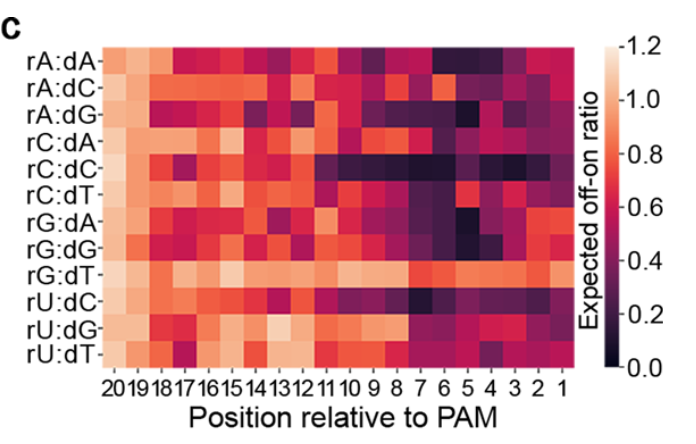 c
rA:dA
rA:dC
rA:dG
rC:dA
rC:dC
rC:dT
rG:dA
rG:dG
rG:dT
rU:dC
rU:dG
rU:dT
20 19 18 17 16 15 14 13 12 11 10 9 8 7 6 5 4 3 2 1
Position relative to PAM
1.2
1.0
0.8
0.6
0.4
0.2
0.0
Expected off-on ratio